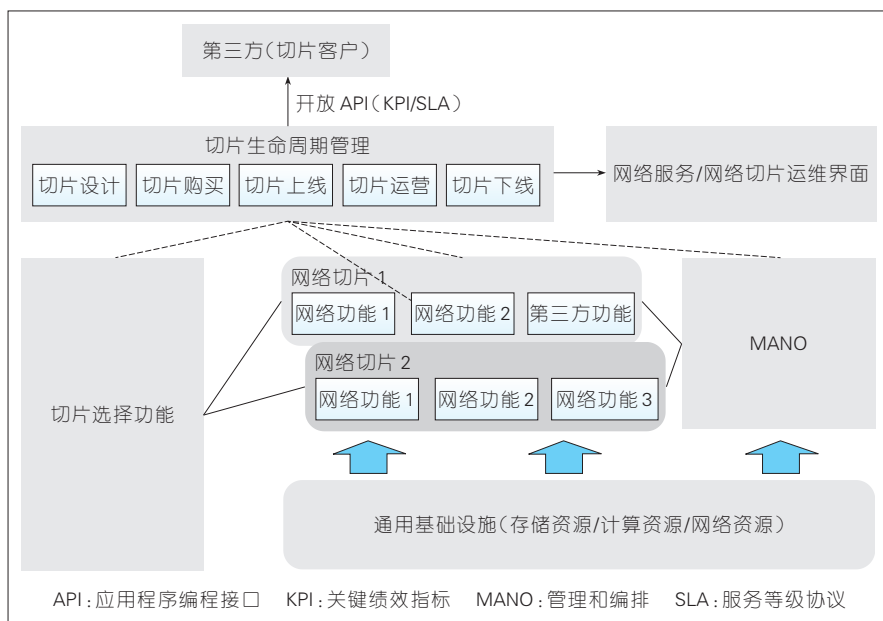 第三方(切片客户)
开放 API(KPI/SLA)
切片生命周期管理
切片设计 切片购买 切片上线 切片运营 切片下线
网络服务/网络切片运维界面
网络切片 1
网络功能 1 网络功能 2 第三方功能
MANO
网络切片 2
切片选择功能
网络功能 1 网络功能 2 网络功能 3
通用基础设施(存储资源/计算资源/网络资源)
API:应用程序编程接口 KPI:关键绩效指标 MANO:管理和编排 SLA:服务等级协议